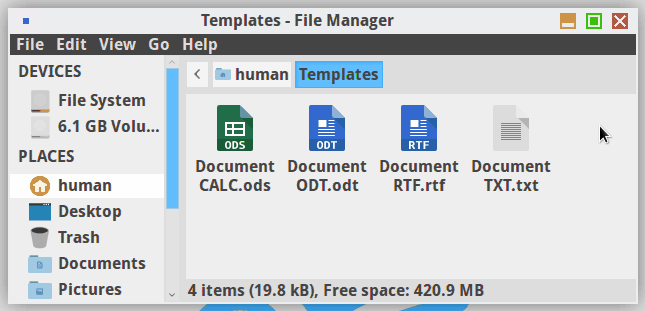 Templates - File Manager
File Edit View Go Help
DEVICES
File System
6.1 GB Volu...
PLACES
human
Desktop
Trash
Documents
Pictures
human Templates
ODS ODT RTF
Document CALC.ods
Document ODT.odt
Document RTF.rtf
Document TXT.txt
4 items (19.8 kB), Free space: 420.9 MB